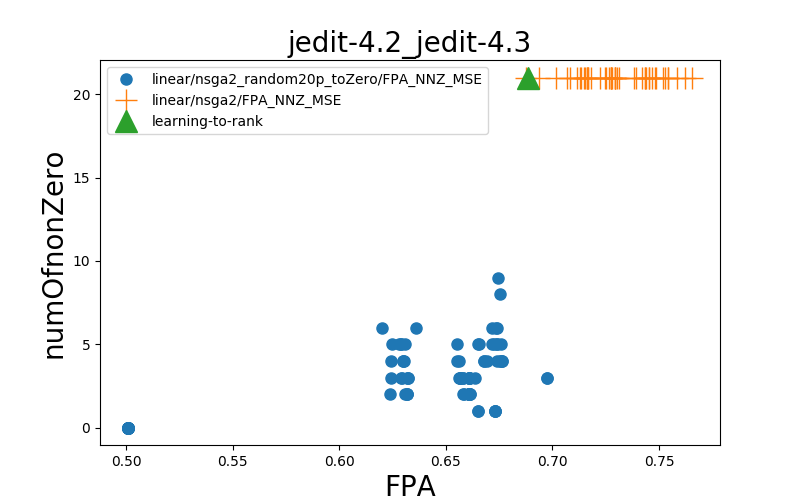 jedit-4.2_jedit-4.3
linear/nsga2_random20p_toZero/FPA_NNZ_MSE
linear/nsga2/FPA_NNZ_MSE
learning-to-rank
numOfnonZero
20
15
10
5
0
0.50 0.55 0.60 0.65 0.70 0.75
FPA